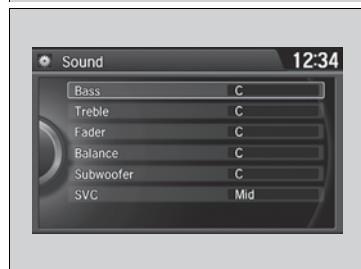 Sound 12:34
Bass C
Treble C
Fader C
Balance C
Subwoofer C
SVC Mid